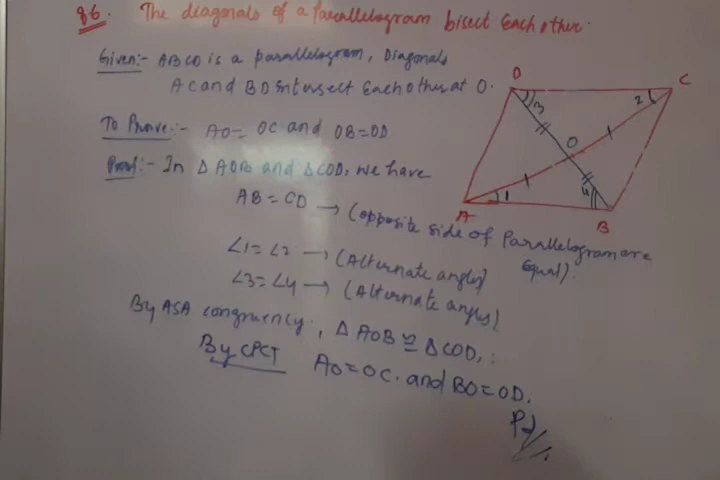 86. The diagonals of a Parallelogram bisect Each other.
Given:- ABCD is a parallelogram, Diagonals
AC and BD intersect Each other at O.
To Prove:- AO= OC and OB=OD
Proof:- In △ AOB and △COD, we have
AB = CD → (opposite side of Parallelogram are
Equal).
∠1=∠2 → (Alternate angles)
∠3=∠4 → (Alternate angles)
By ASA congruency, △ AOB ≅ △COD,:
By CPCT AO=OC. and BO=OD.
D
C
3
2
O
1
4
A
B